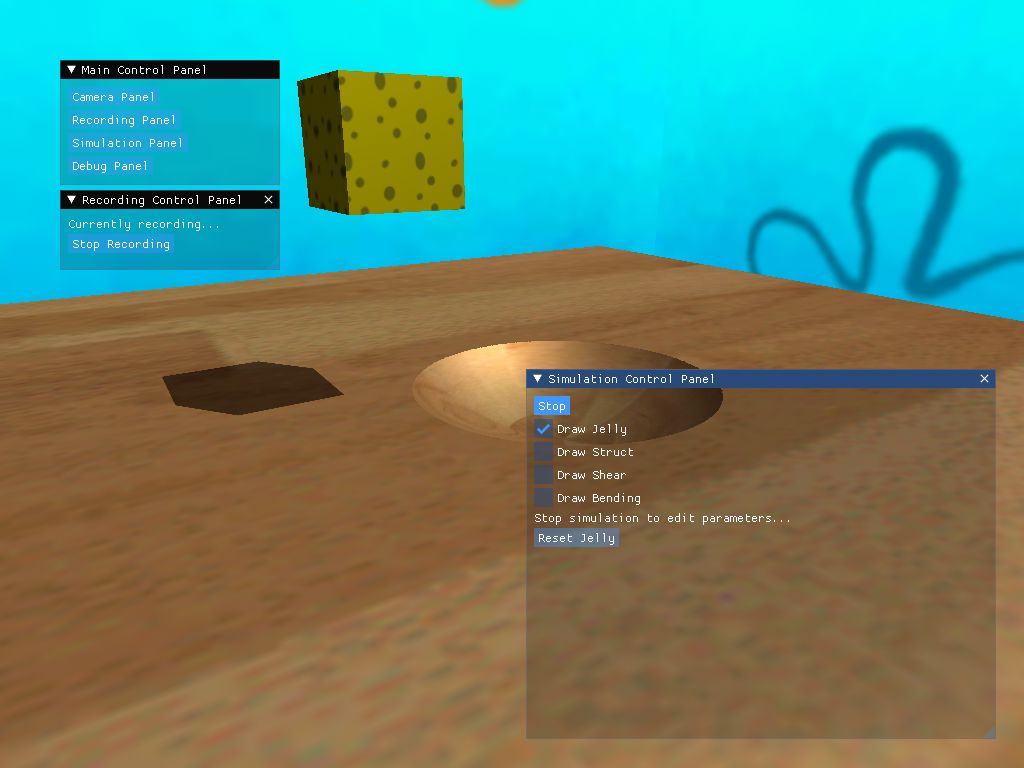 Main Control Panel
Camera Panel
Recording Panel
Simulation Panel
Debug Panel
Recording Control Panel
Currently recording...
Stop Recording
Simulation Control Panel
Stop
Draw Jelly
Draw Struct
Draw Shear
Draw Bending
Stop simulation to edit parameters...
Reset Jelly